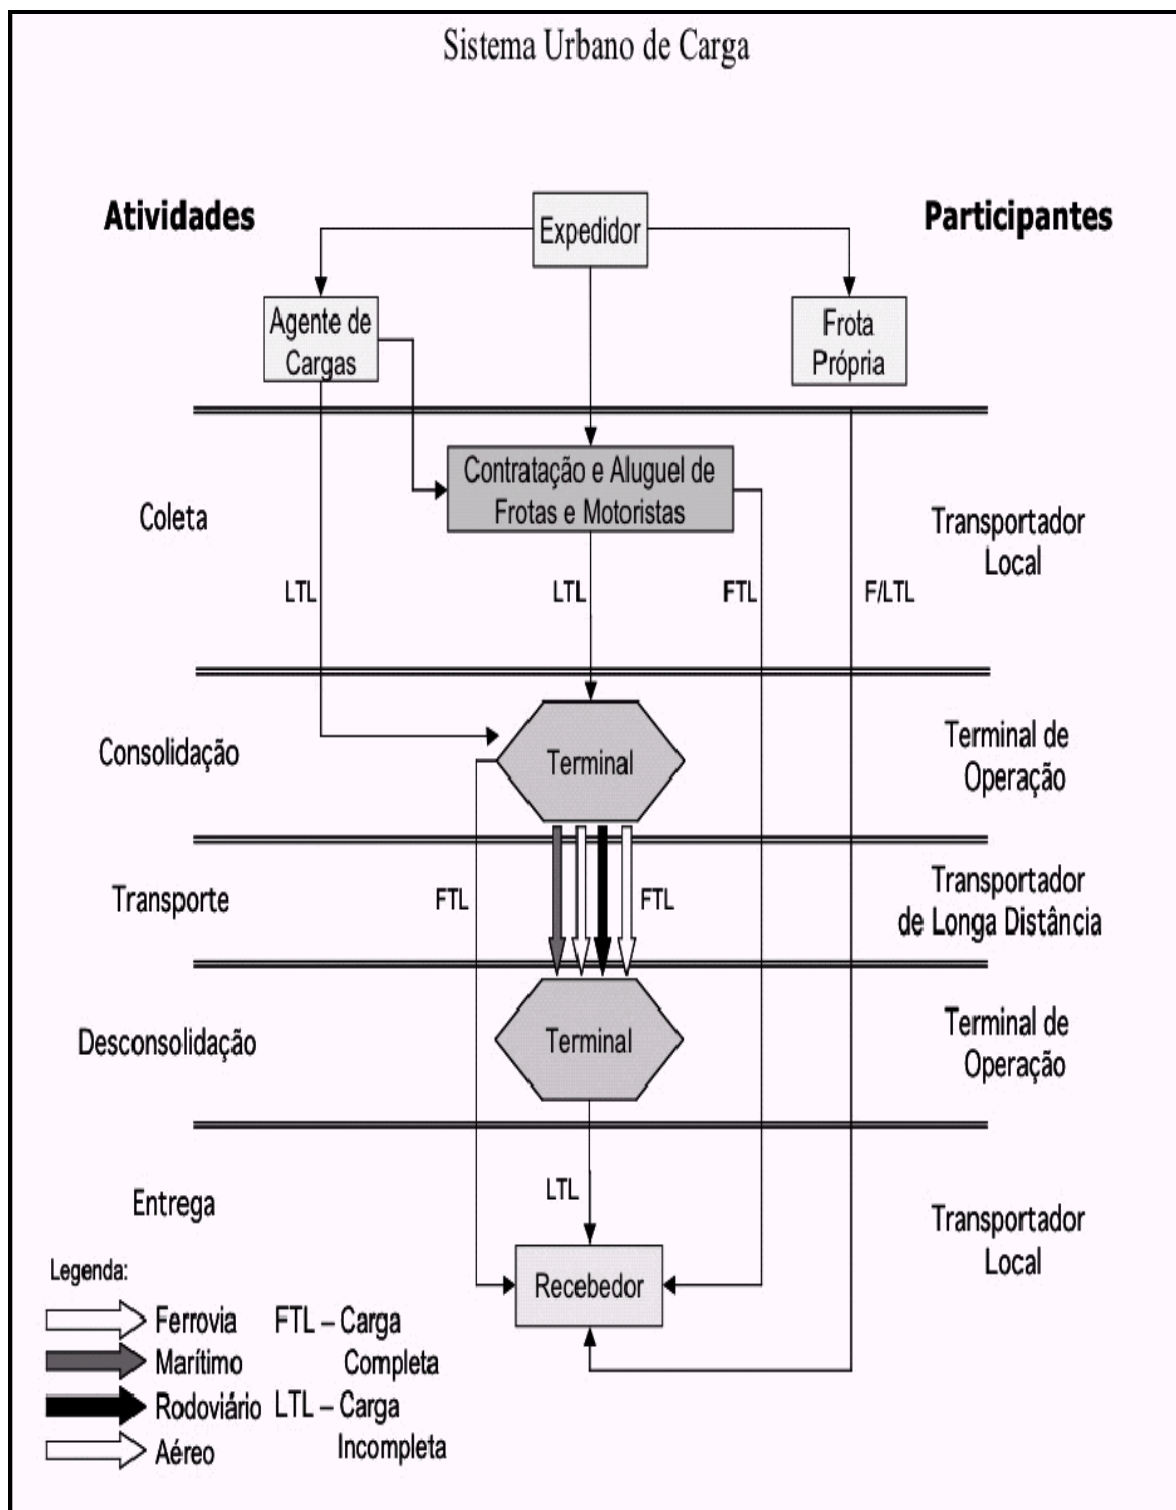 Sistema Urbano de Carga
Atividades
Expedidor
Participantes
Agente de
Cargas
Frota
Própria
Contratação e Aluguel de
Frotas e Motoristas
Coleta
Transportador
Local
LTL
LTL
FTL
F/LTL
Consolidação
Terminal
Terminal de
Operação
Transporte
FTL
FTL
Transportador
de Longa Distância
Desconsolidação
Terminal
Terminal de
Operação
Entrega
LTL
Transportador
Local
Recebedor
Legenda:
Ferrovia
Marítimo
Rodoviário
Aéreo
FTL – Carga
Completa
LTL – Carga
Incompleta